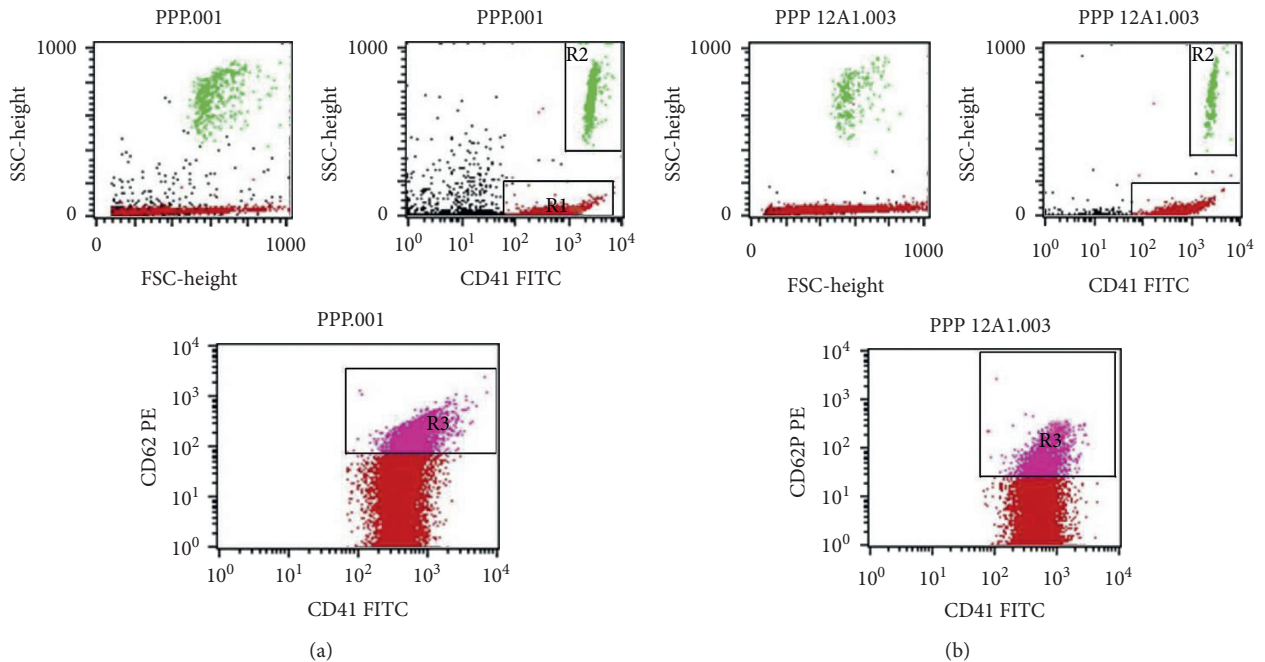 PPP.001
1000
SSC-height
0
0
1000
FSC-height
PPP.001
1000
SSC-height
0
R2
R1
10^0 10^1 10^2 10^3 10^4
CD41 FITC
PPP.001
10^4
10^3
10^2
10^1
10^0
CD62 PE
R3
10^0 10^1 10^2 10^3 10^4
CD41 FITC
(a)
PPP 12A1.003
1000
SSC-height
0
0
1000
FSC-height
PPP 12A1.003
1000
SSC-height
0
R2
10^0 10^1 10^2 10^3 10^4
CD41 FITC
PPP 12A1.003
10^4
10^3
10^2
10^1
10^0
CD62P PE
R3
10^0 10^1 10^2 10^3 10^4
CD41 FITC
(b)